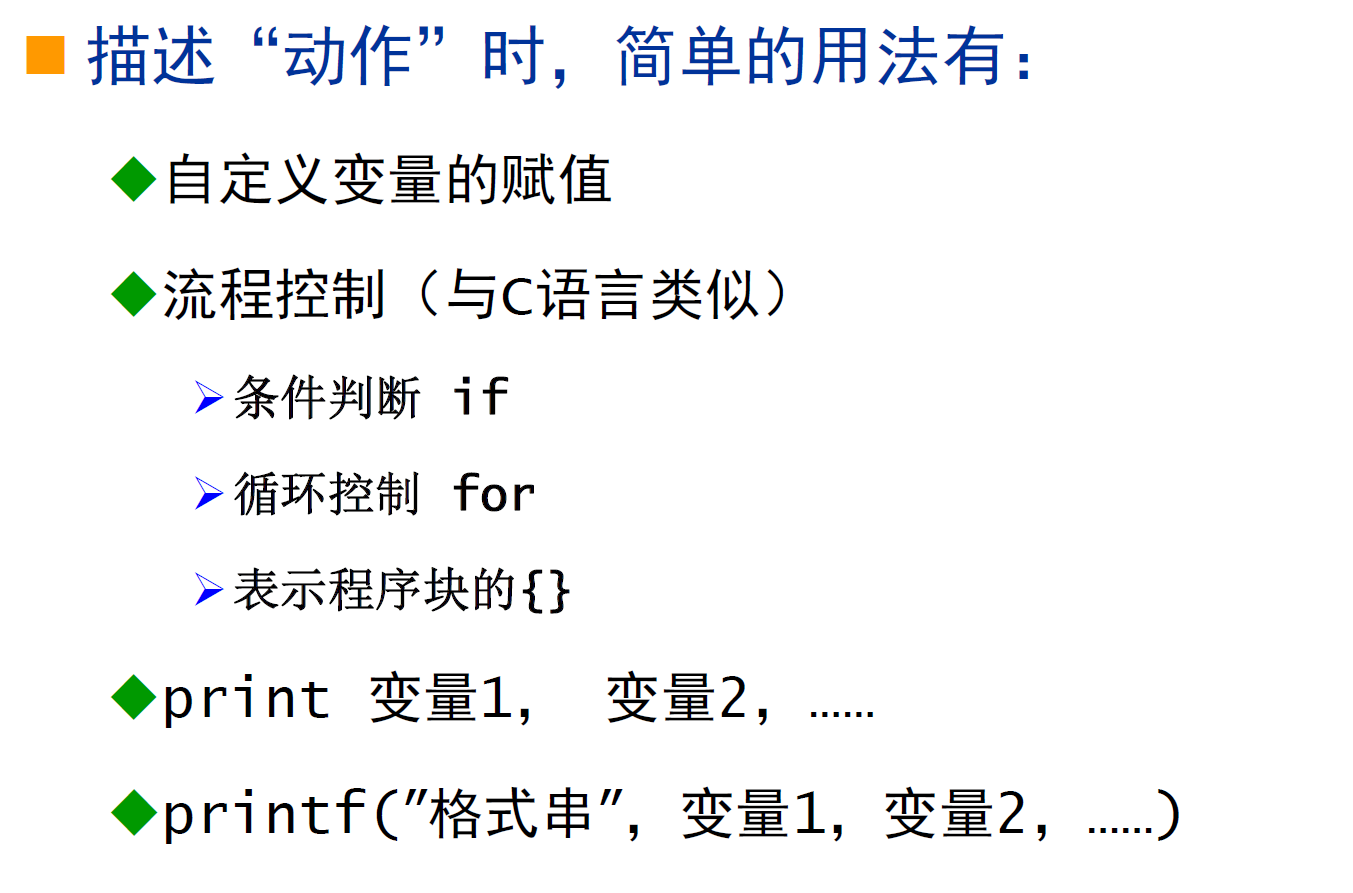 描述“动作”时，简单的用法有：
自定义变量的赋值
流程控制（与C语言类似）
条件判断 if
循环控制 for
表示程序块的{}
print 变量1， 变量2，……
printf(″格式串″，变量1，变量2，……)